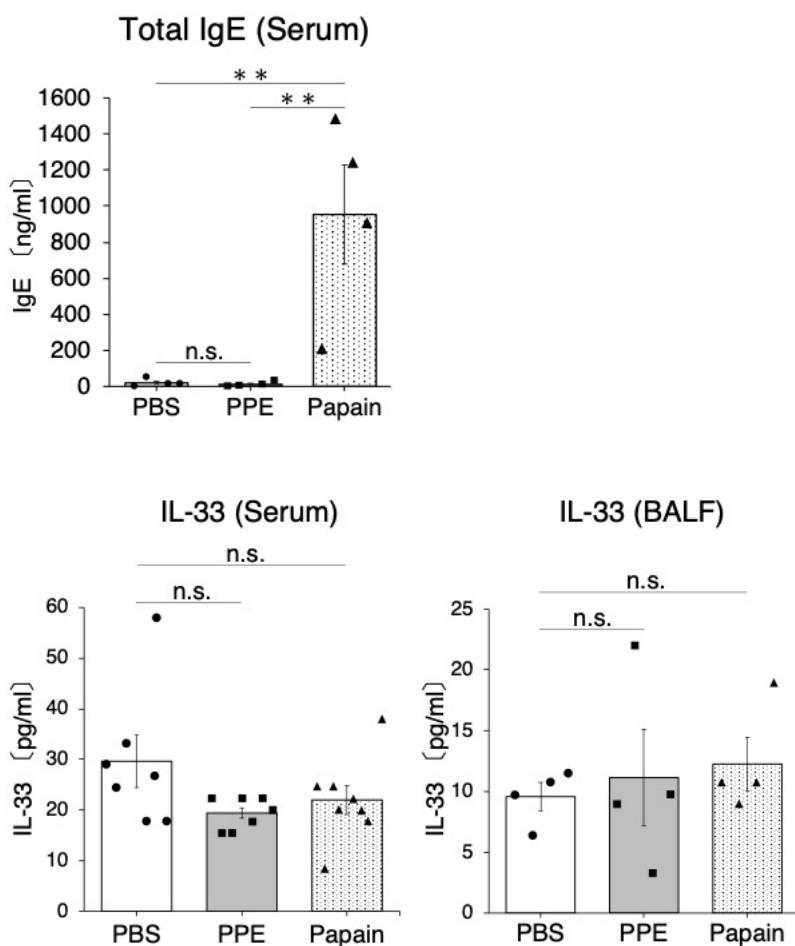 Total IgE (Serum)
＊＊
＊＊
1600
1400
1200
1000
800
600
400
200
0
IgE 〔ng/ml〕
n.s.
PBS PPE Papain
IL-33 (Serum)
n.s.
n.s.
60
50
40
30
20
10
0
IL-33 〔pg/ml〕
PBS PPE Papain
IL-33 (BALF)
n.s.
n.s.
25
20
15
10
5
0
IL-33 〔pg/ml〕
PBS PPE Papain